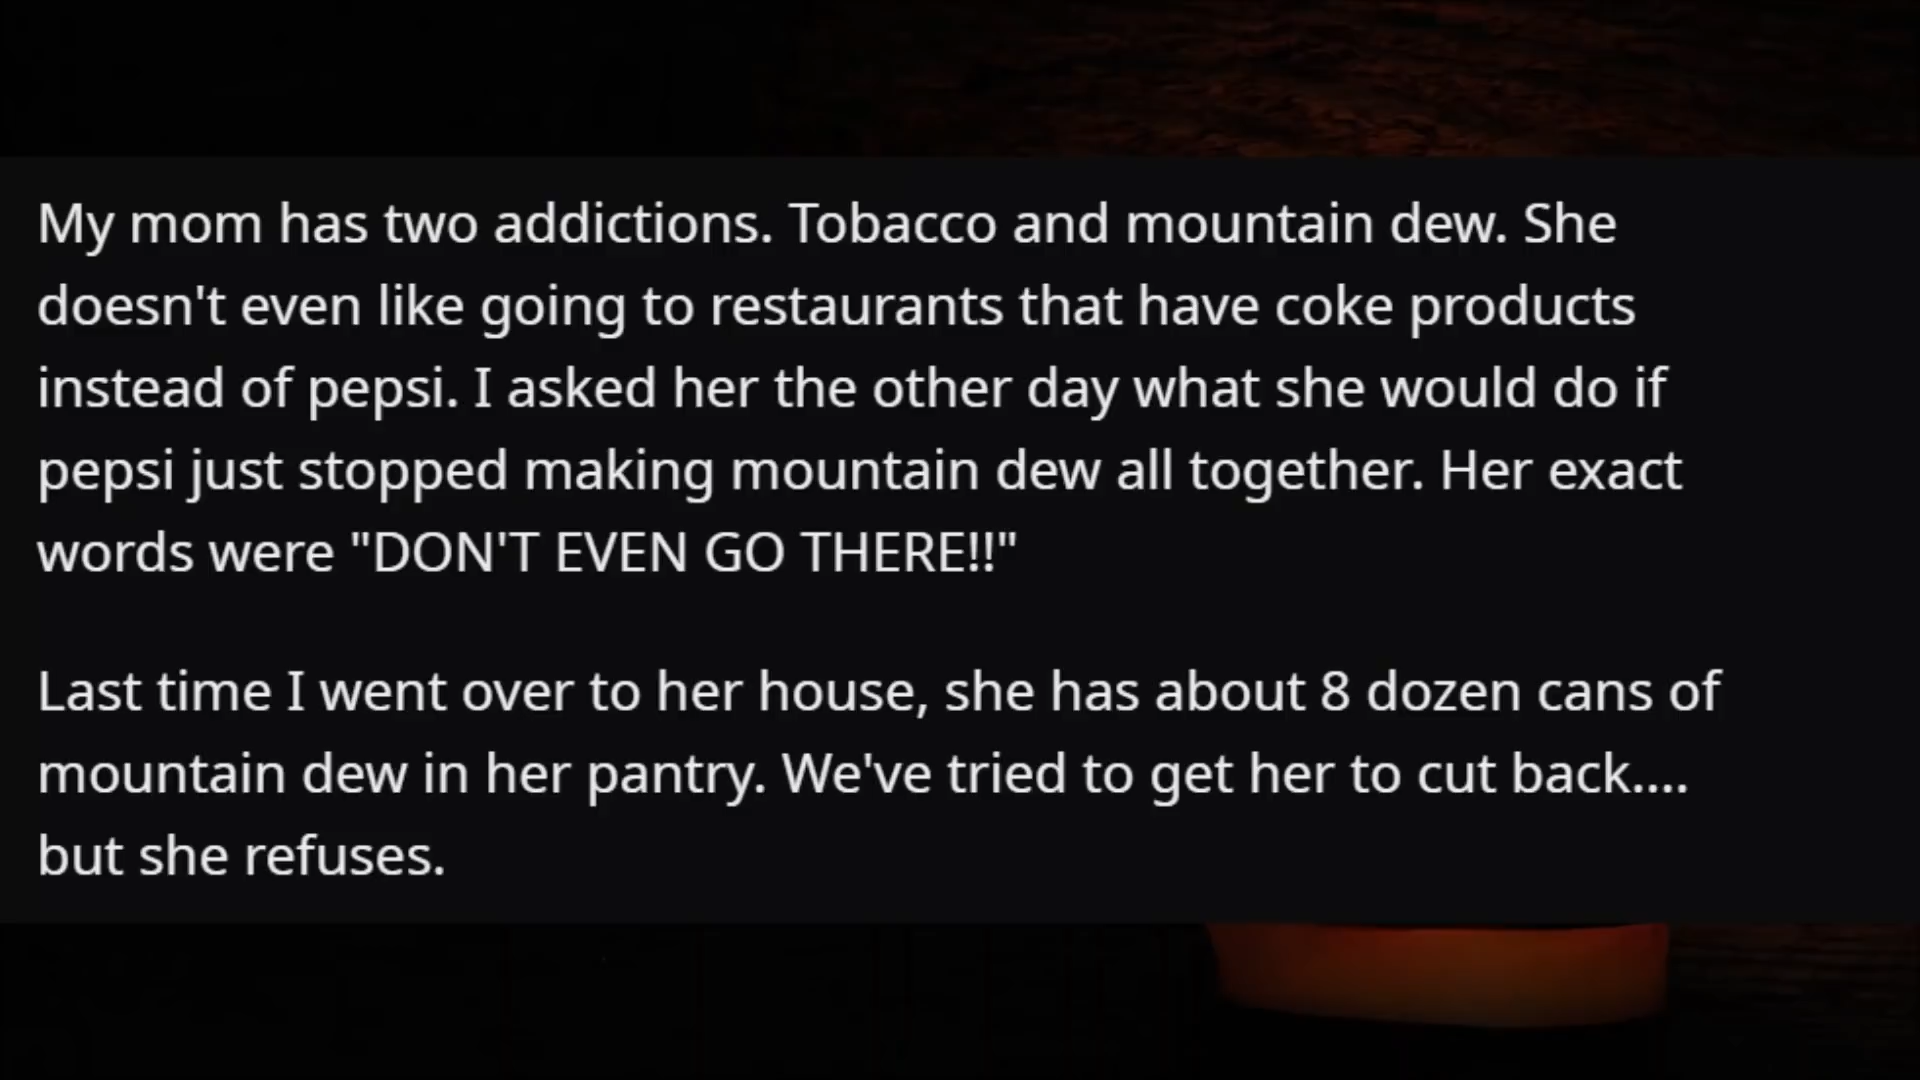 My mom has two addictions. Tobacco and mountain dew. She
doesn't even like going to restaurants that have coke products
instead of pepsi. I asked her the other day what she would do if
pepsi just stopped making mountain dew all together. Her exact
words were "DON'T EVEN GO THERE!!"
Last time I went over to her house, she has about 8 dozen cans of
mountain dew in her pantry. We've tried to get her to cut back....
but she refuses.